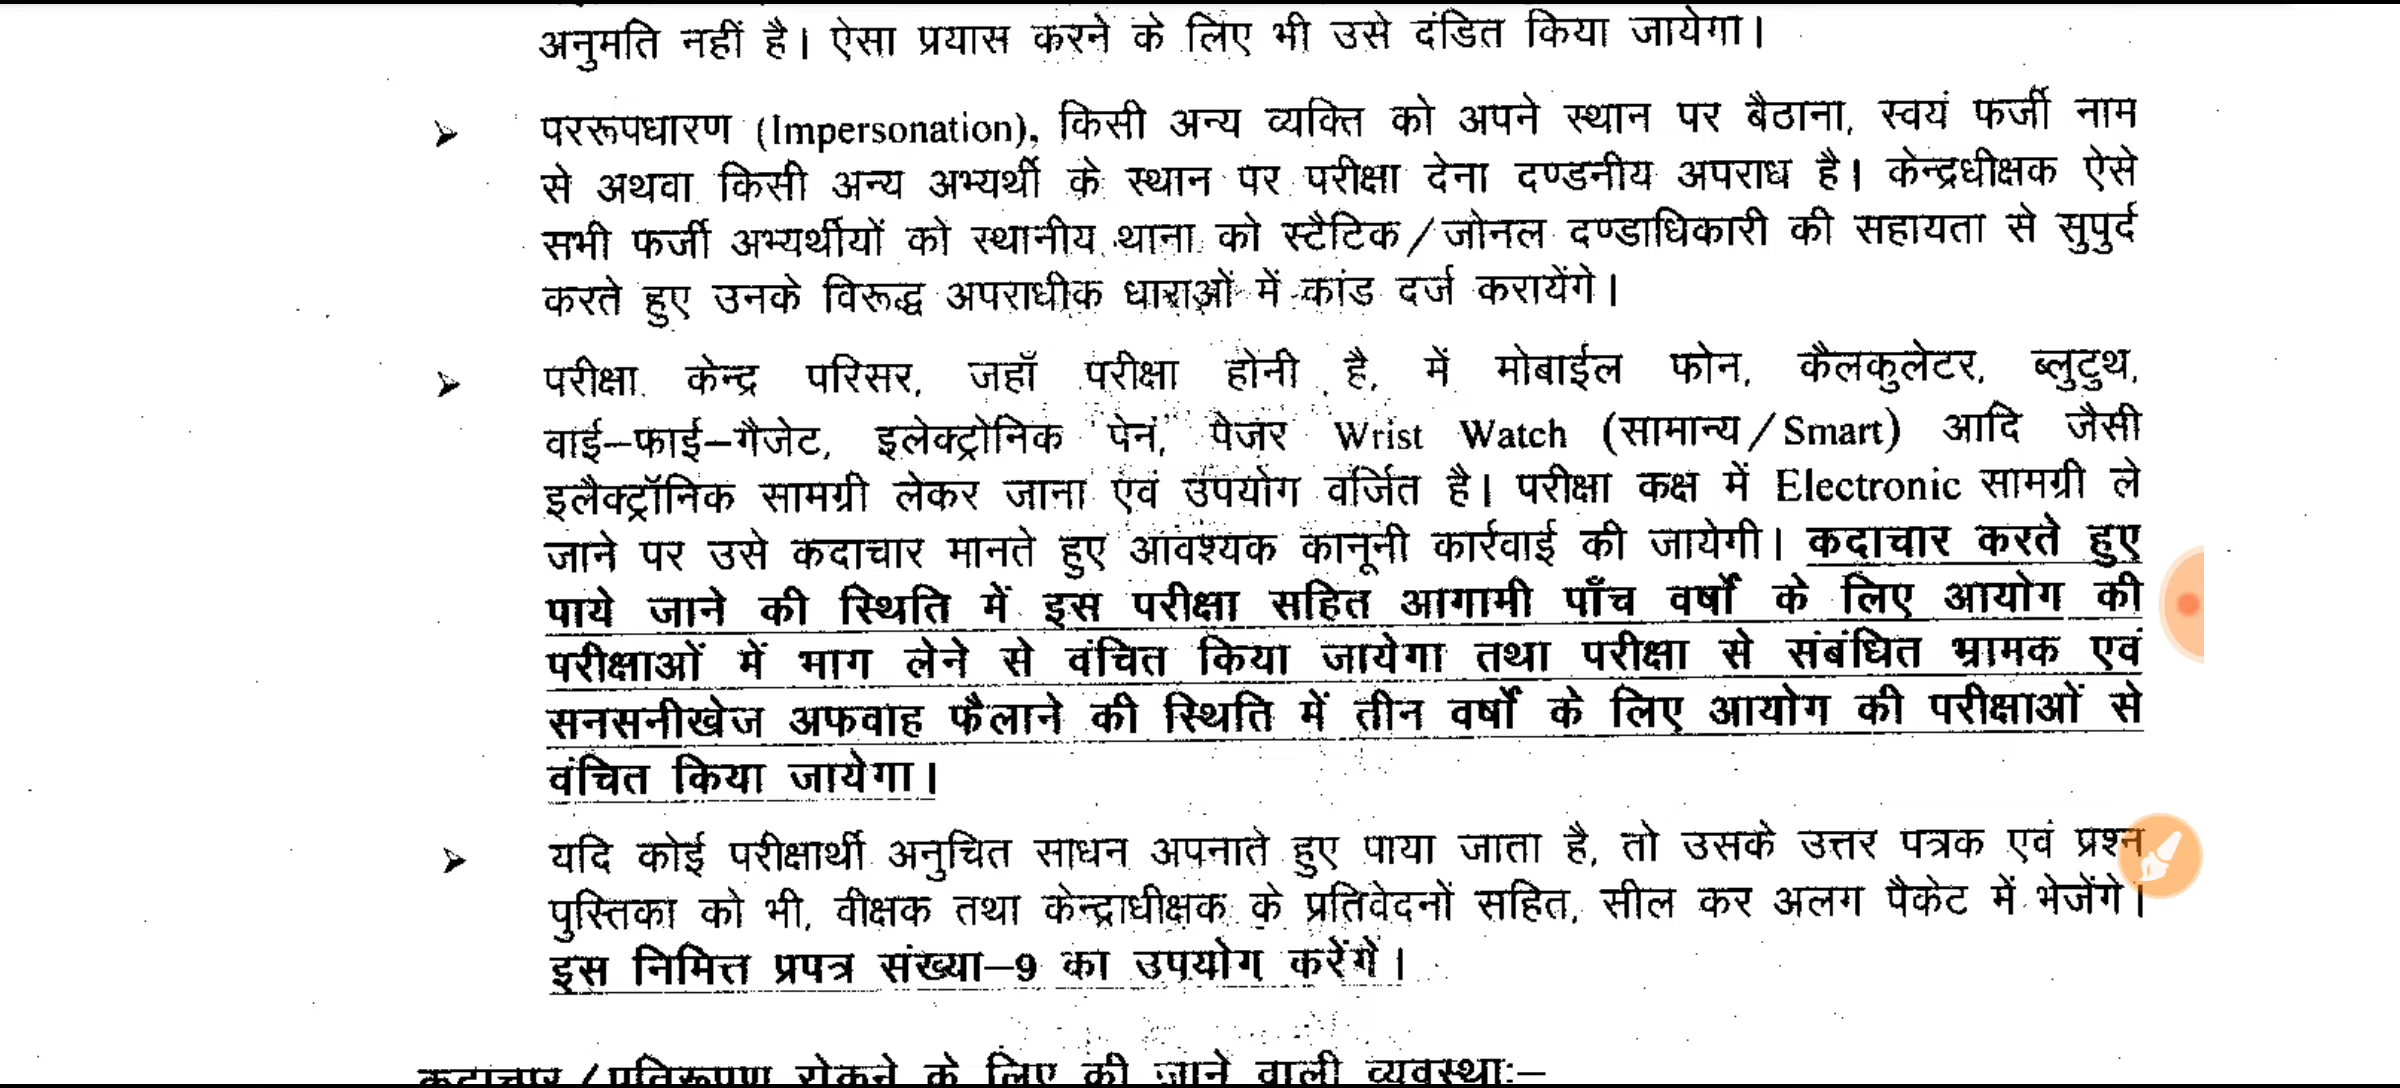 अनुमति नहीं है। ऐसा प्रयास करने के लिए भी उसे दंडित किया जायेगा।
➢ पररूपधारण (Impersonation), किसी अन्य व्यक्ति को अपने स्थान पर बैठाना, स्वयं फर्जी नाम
से अथवा किसी अन्य अभ्यर्थी के स्थान पर परीक्षा देना दण्डनीय अपराध है। केन्द्रधीक्षक ऐसे
सभी फर्जी अभ्यर्थीयों को स्थानीय थाना को स्टैटिक/जोनल दण्डाधिकारी की सहायता से सुपुर्द
करते हुए उनके विरूद्ध अपराधीक धाराओं में कांड दर्ज करायेंगे।
➢ परीक्षा केन्द्र परिसर, जहाँ परीक्षा होनी है, में मोबाईल फोन, कैलकुलेटर, ब्लुटुथ,
वाई–फाई–गैजेट, इलेक्ट्रोनिक पेन, पेजर Wrist Watch (सामान्य/Smart) आदि जैसी
इलैक्ट्रॉनिक सामग्री लेकर जाना एवं उपयोग वर्जित है। परीक्षा कक्ष में Electronic सामग्री ले
जाने पर उसे कदाचार मानते हुए आवश्यक कानूनी कार्रवाई की जायेगी। कदाचार करते हुए
पाये जाने की स्थिति में इस परीक्षा सहित आगामी पाँच वर्षों के लिए आयोग की
परीक्षाओं में भाग लेने से वंचित किया जायेगा तथा परीक्षा से संबंधित भ्रामक एवं
सनसनीखेज अफवाह फैलाने की स्थिति में तीन वर्षों के लिए आयोग की परीक्षाओं से
वंचित किया जायेगा।
➢ यदि कोई परीक्षार्थी अनुचित साधन अपनाते हुए पाया जाता है, तो उसके उत्तर पत्रक एवं प्रश्न
पुस्तिका को भी, वीक्षक तथा केन्द्राधीक्षक के प्रतिवेदनों सहित, सील कर अलग पैकेट में भेजेंगे।
इस निमित्त प्रपत्र संख्या–9 का उपयोग करेंगें।
कदाचार/प्रतिरूपण रोकने के लिए की जाने वाली व्यवस्थाः–